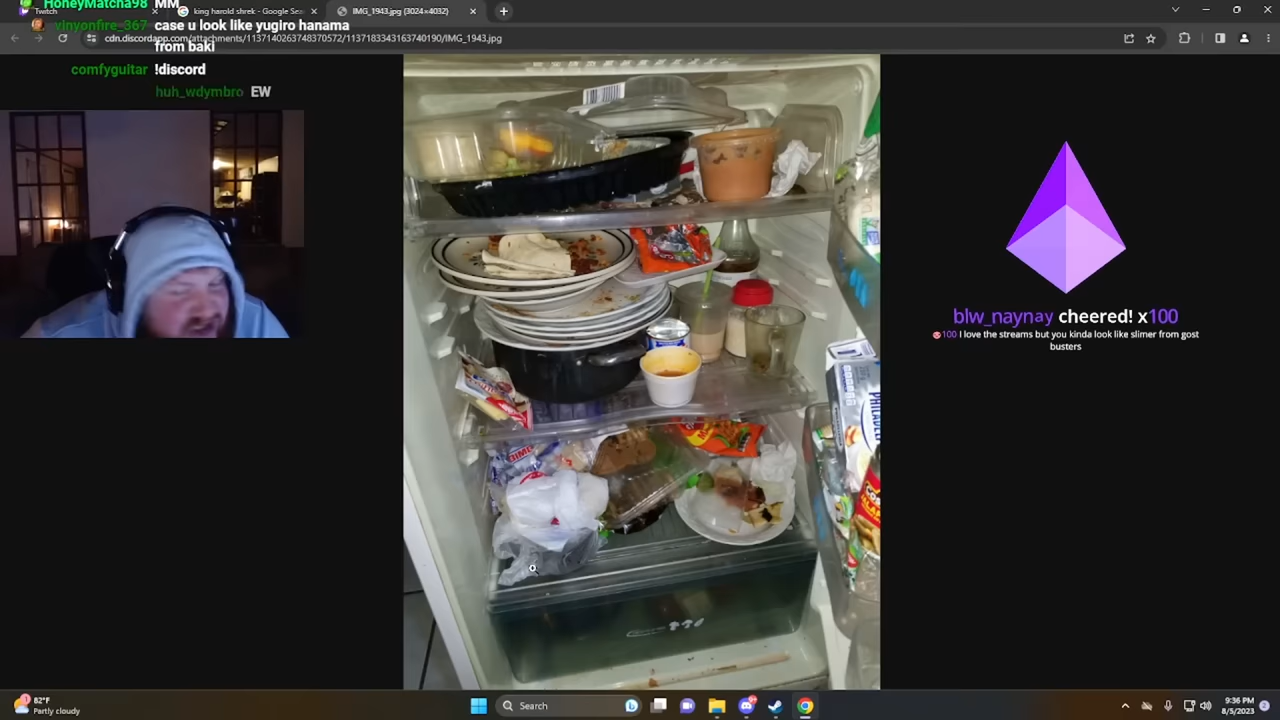 HoneyMatcha98 MM
vinyonfire_367 case u look like yugiro hanama
from baki
comfyguitar !discord
huh_wdymbro EW
Twitch
king harold shrek - Google Sea
IMG_1943.jpg (3024×4032)
cdn.discordapp.com/attachments/1137140263748370572/1137183343163740190/IMG_1943.jpg
blw_naynay cheered! x100
100 I love the streams but you kinda look like slimer from gost
busters
PHILADE
82°F
Partly cloudy
Search
9:36 PM
8/5/2023